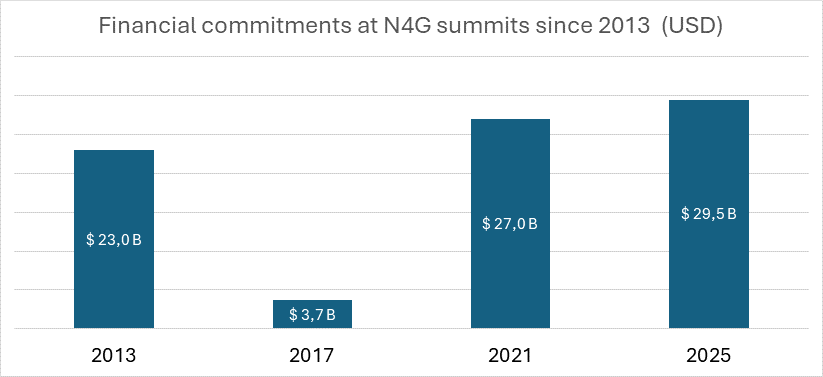 Financial commitments at N4G summits since 2013 (USD)
$ 23,0 B
$ 3,7 B
$ 27,0 B
$ 29,5 B
2013 2017 2021 2025